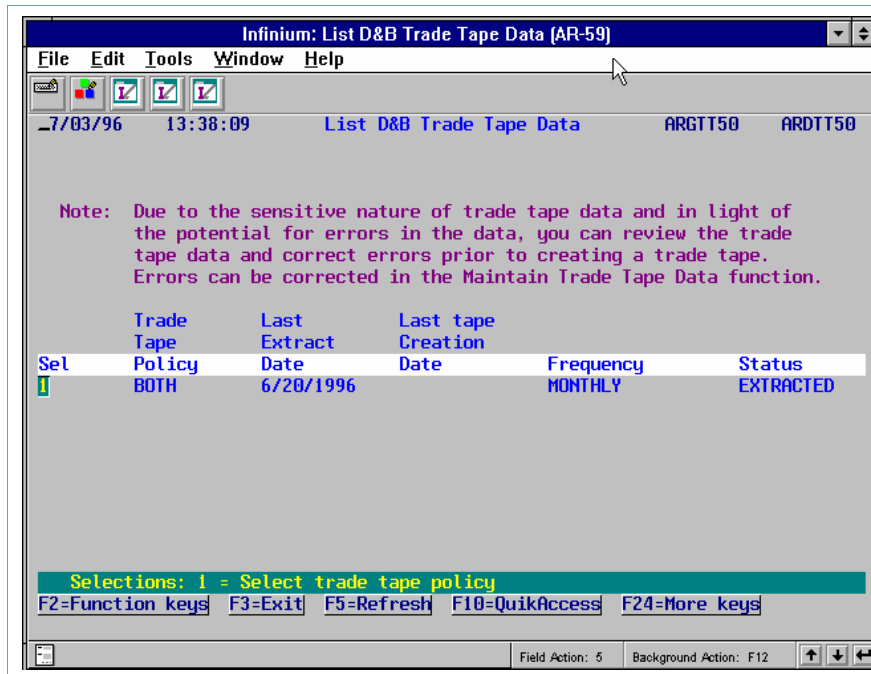 Infinium: List D&B Trade Tape Data (AR-59)
File Edit Tools Window Help
7/03/96 13:38:09 List D&B Trade Tape Data ARGTT50 ARDTT50
Note: Due to the sensitive nature of trade tape data and in light of
the potential for errors in the data, you can review the trade
tape data and correct errors prior to creating a trade tape.
Errors can be corrected in the Maintain Trade Tape Data function.
Trade Last Last tape
Tape Extract Creation
Sel Policy Date Date Frequency Status
1 BOTH 6/20/1996 MONTHLY EXTRACTED
Selections: 1 = Select trade tape policy
F2=Function keys F3=Exit F5=Refresh F10=QuikAccess F24=More keys
Field Action: 5 Background Action: F12